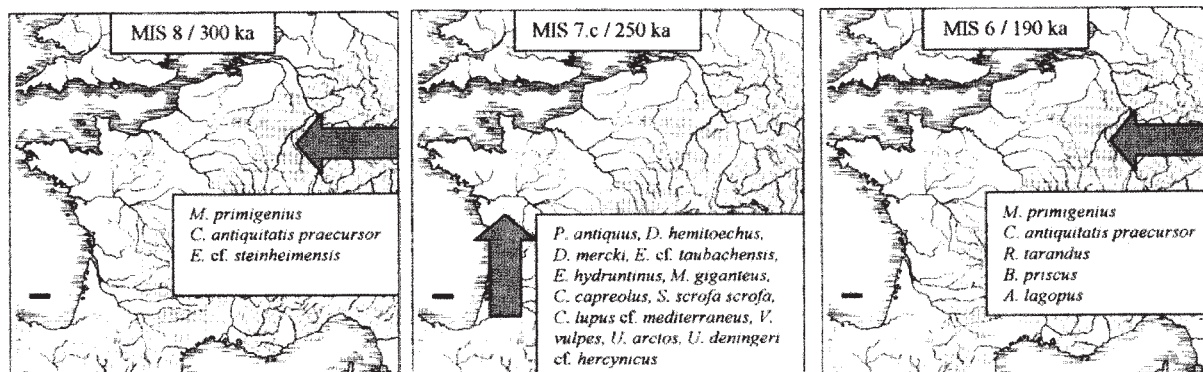 MIS 8 / 300 ka
M. primigenius
C. antiquitatis praecursor
E. cf. steinheimensis
MIS 7.c / 250 ka
P. antiquus, D. hemitoechus,
D. mercki, E. cf. taubachensis,
E. hydruntinus, M. giganteus,
C. capreolus, S. scrofa scrofa,
C. lupus cf. mediterraneus, V.
vulpes, U. arctos, U. deningeri
cf. hercynicus
MIS 6 / 190 ka
M. primigenius
C. antiquitatis praecursor
R. tarandus
B. priscus
A. lagopus